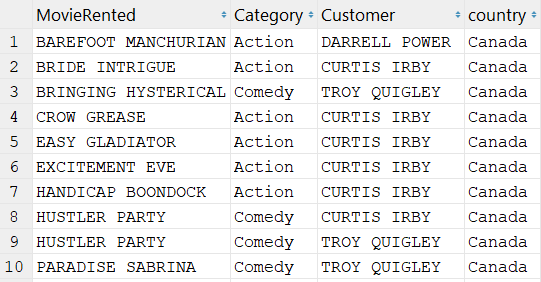 MovieRented Category Customer country
1 BAREFOOT MANCHURIAN Action DARRELL POWER Canada
2 BRIDE INTRIGUE Action CURTIS IRBY Canada
3 BRINGING HYSTERICAL Comedy TROY QUIGLEY Canada
4 CROW GREASE Action CURTIS IRBY Canada
5 EASY GLADIATOR Action CURTIS IRBY Canada
6 EXCITEMENT EVE Action CURTIS IRBY Canada
7 HANDICAP BOONDOCK Action CURTIS IRBY Canada
8 HUSTLER PARTY Comedy CURTIS IRBY Canada
9 HUSTLER PARTY Comedy TROY QUIGLEY Canada
10 PARADISE SABRINA Comedy TROY QUIGLEY Canada